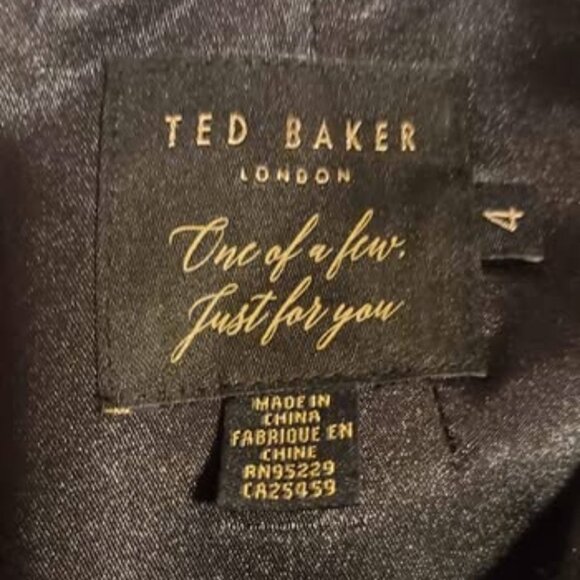 TED BAKER
LONDON
One of a few.
Just for you
4
MADE IN
CHINA
FABRIQUE EN
CHINE
RN95229
CA25459